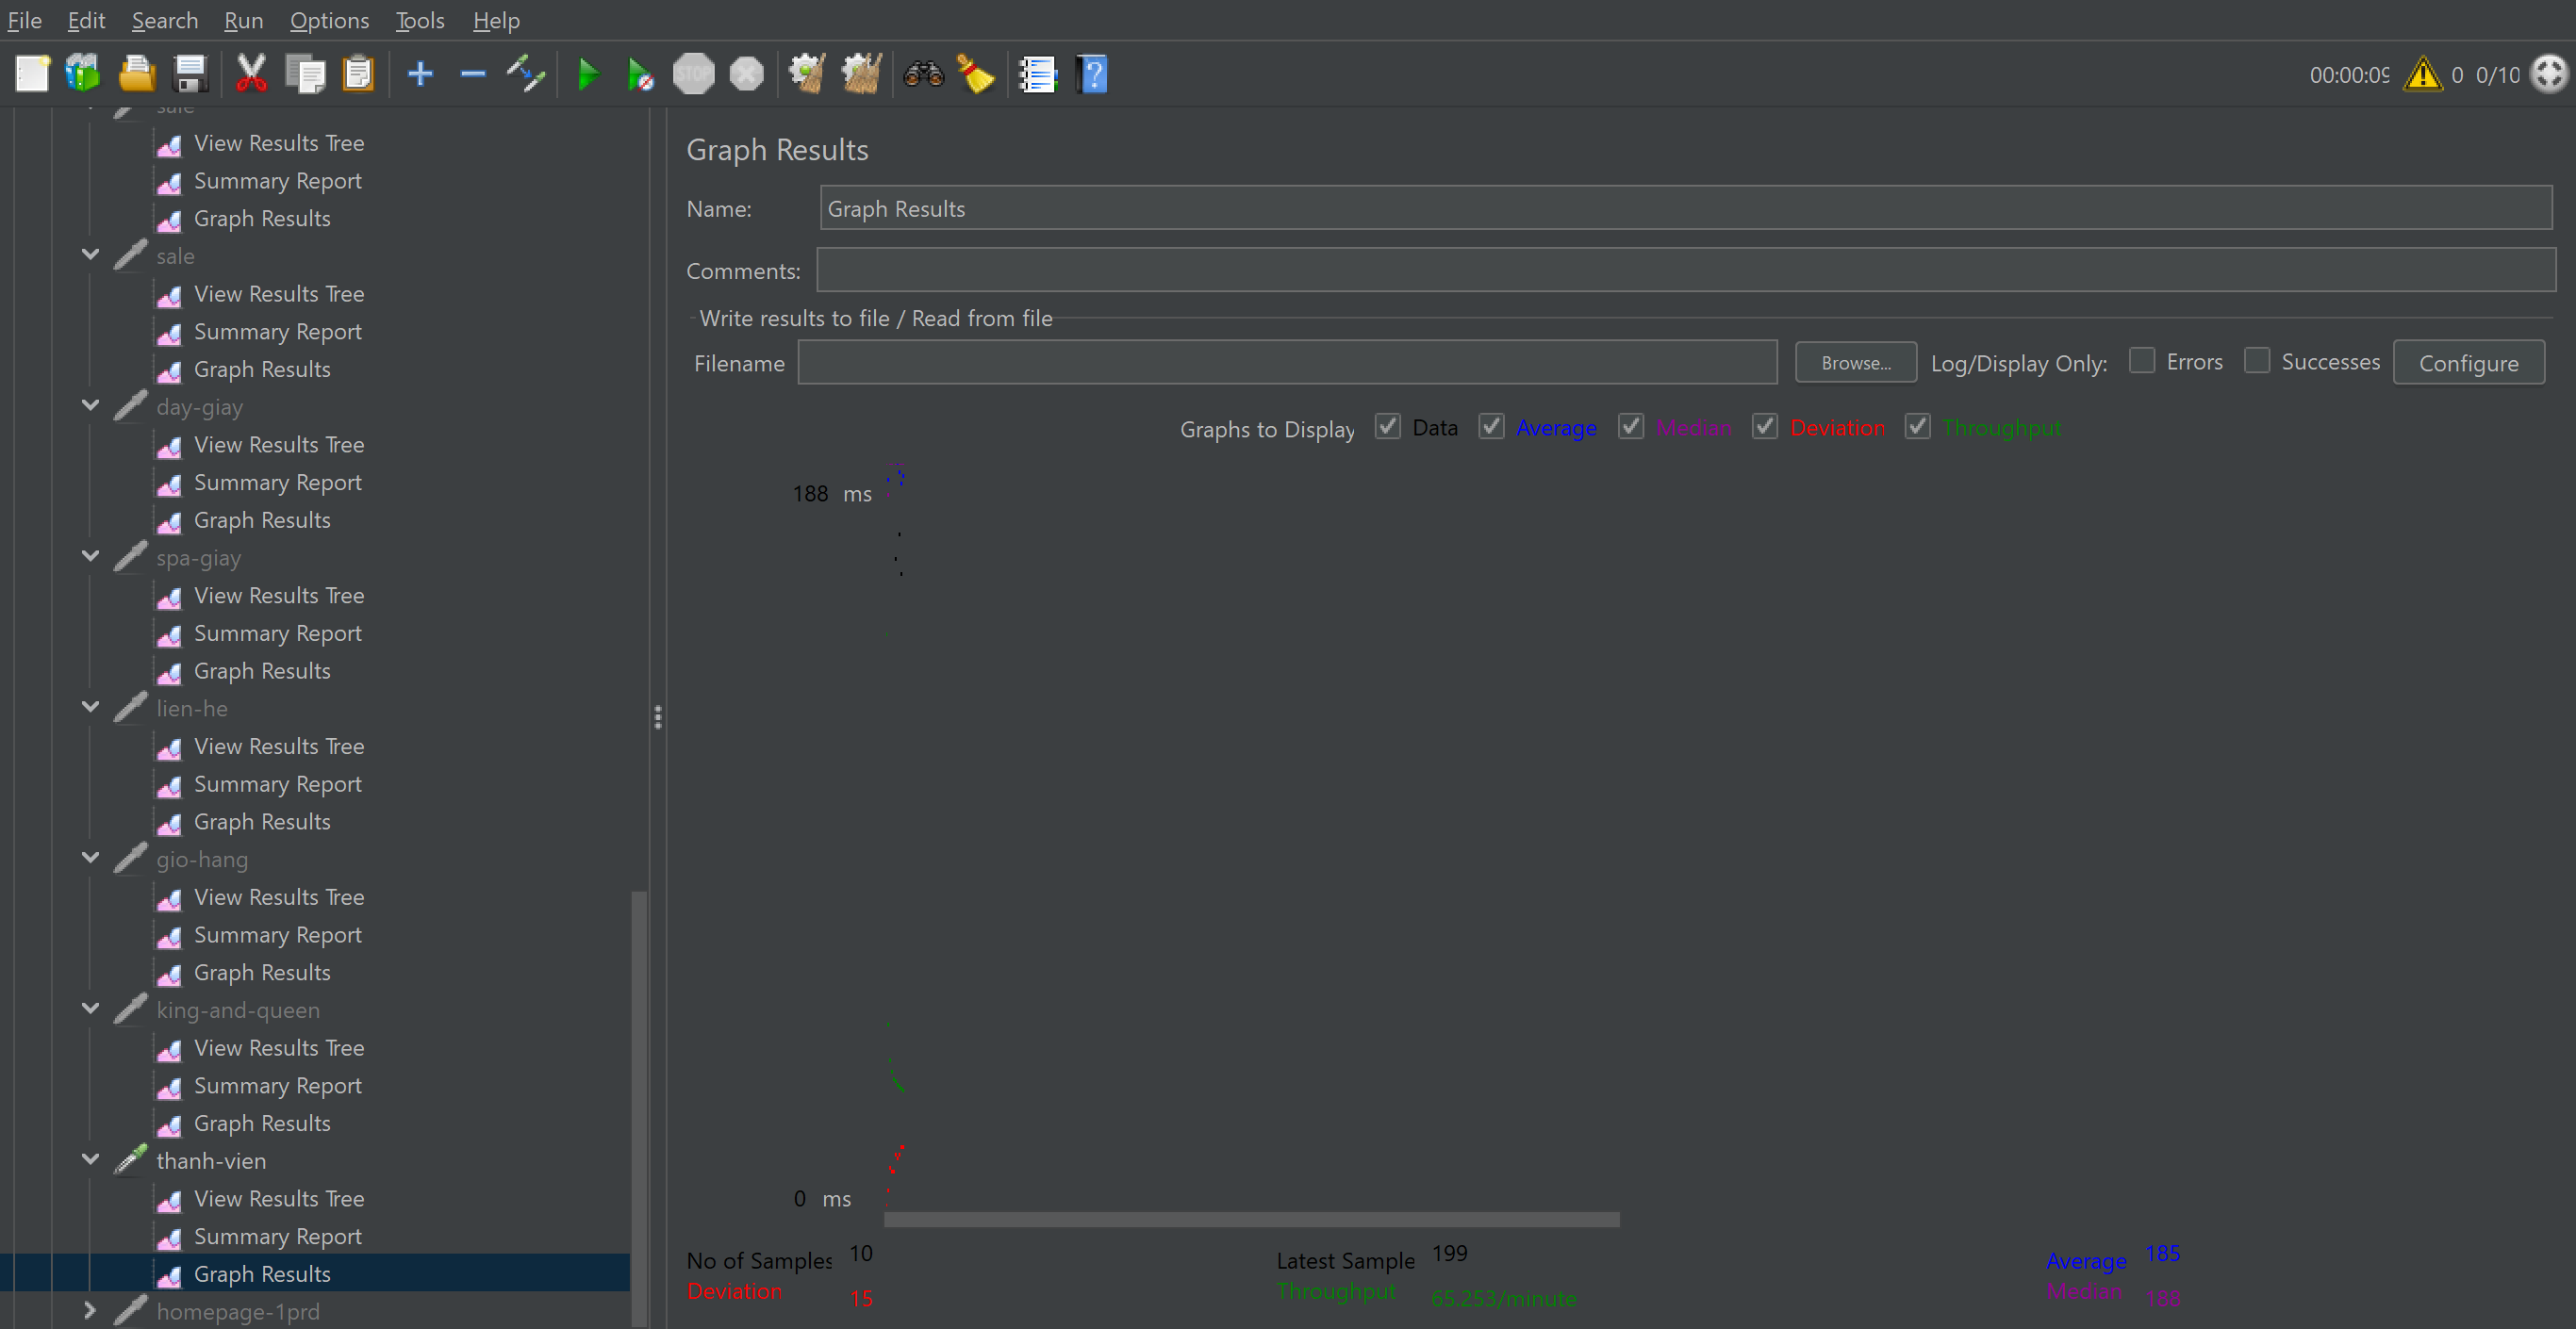 File Edit Search Run Options Tools Help
STOP
00:00:09 0 0/10
sale
View Results Tree
Summary Report
Graph Results
sale
View Results Tree
Summary Report
Graph Results
day-giay
View Results Tree
Summary Report
Graph Results
spa-giay
View Results Tree
Summary Report
Graph Results
lien-he
View Results Tree
Summary Report
Graph Results
gio-hang
View Results Tree
Summary Report
Graph Results
king-and-queen
View Results Tree
Summary Report
Graph Results
thanh-vien
View Results Tree
Summary Report
Graph Results
homepage-1prd
Graph Results
Name: Graph Results
Comments:
Write results to file / Read from file
Filename Browse... Log/Display Only: Errors Successes Configure
Graphs to Display Data Average Median Deviation Throughput
188 ms
0 ms
No of Samples 10 Latest Sample 199 Average 185
Deviation 15 Throughput 65.253/minute Median 188